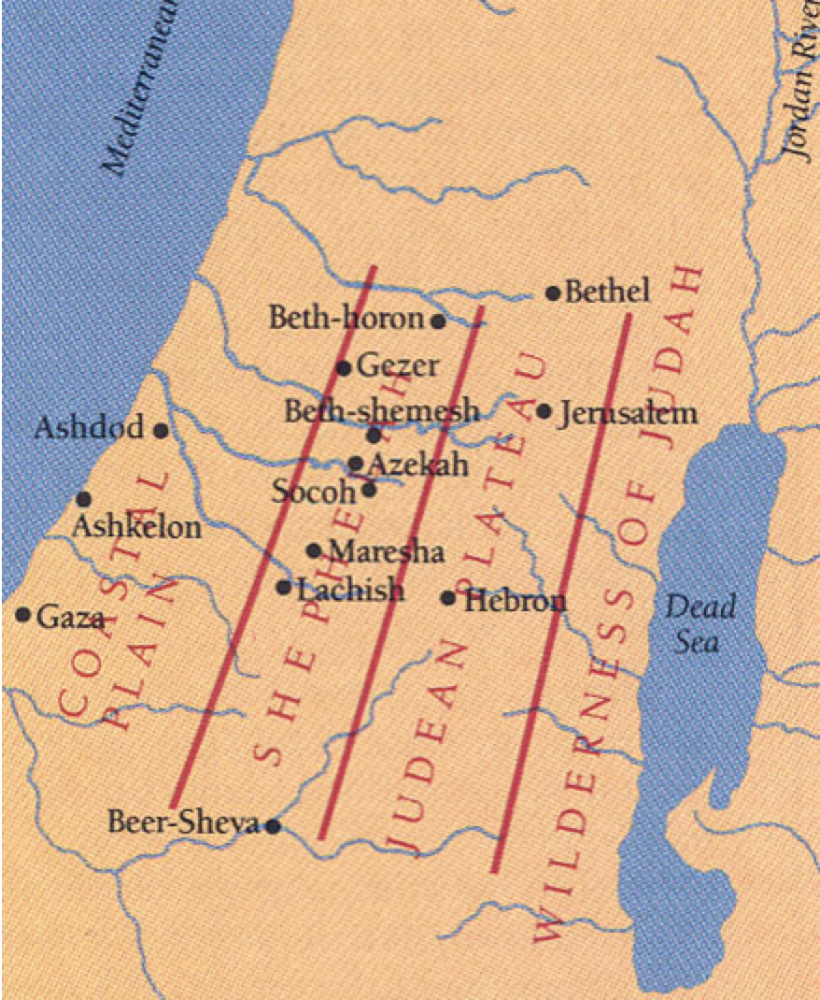 Mediterranean
Jordan River
Bethel
Beth-horon
Gezer
Beth-shemesh
Jerusalem
Ashdod
Azekah
Socoh
Ashkelon
Maresha
Lachish
Hebron
Gaza
Dead
Sea
Beer-Sheva
COASTAL
PLAIN
SHEPHELAH
JUDEAN PLATEAU
WILDERNESS OF JUDAH